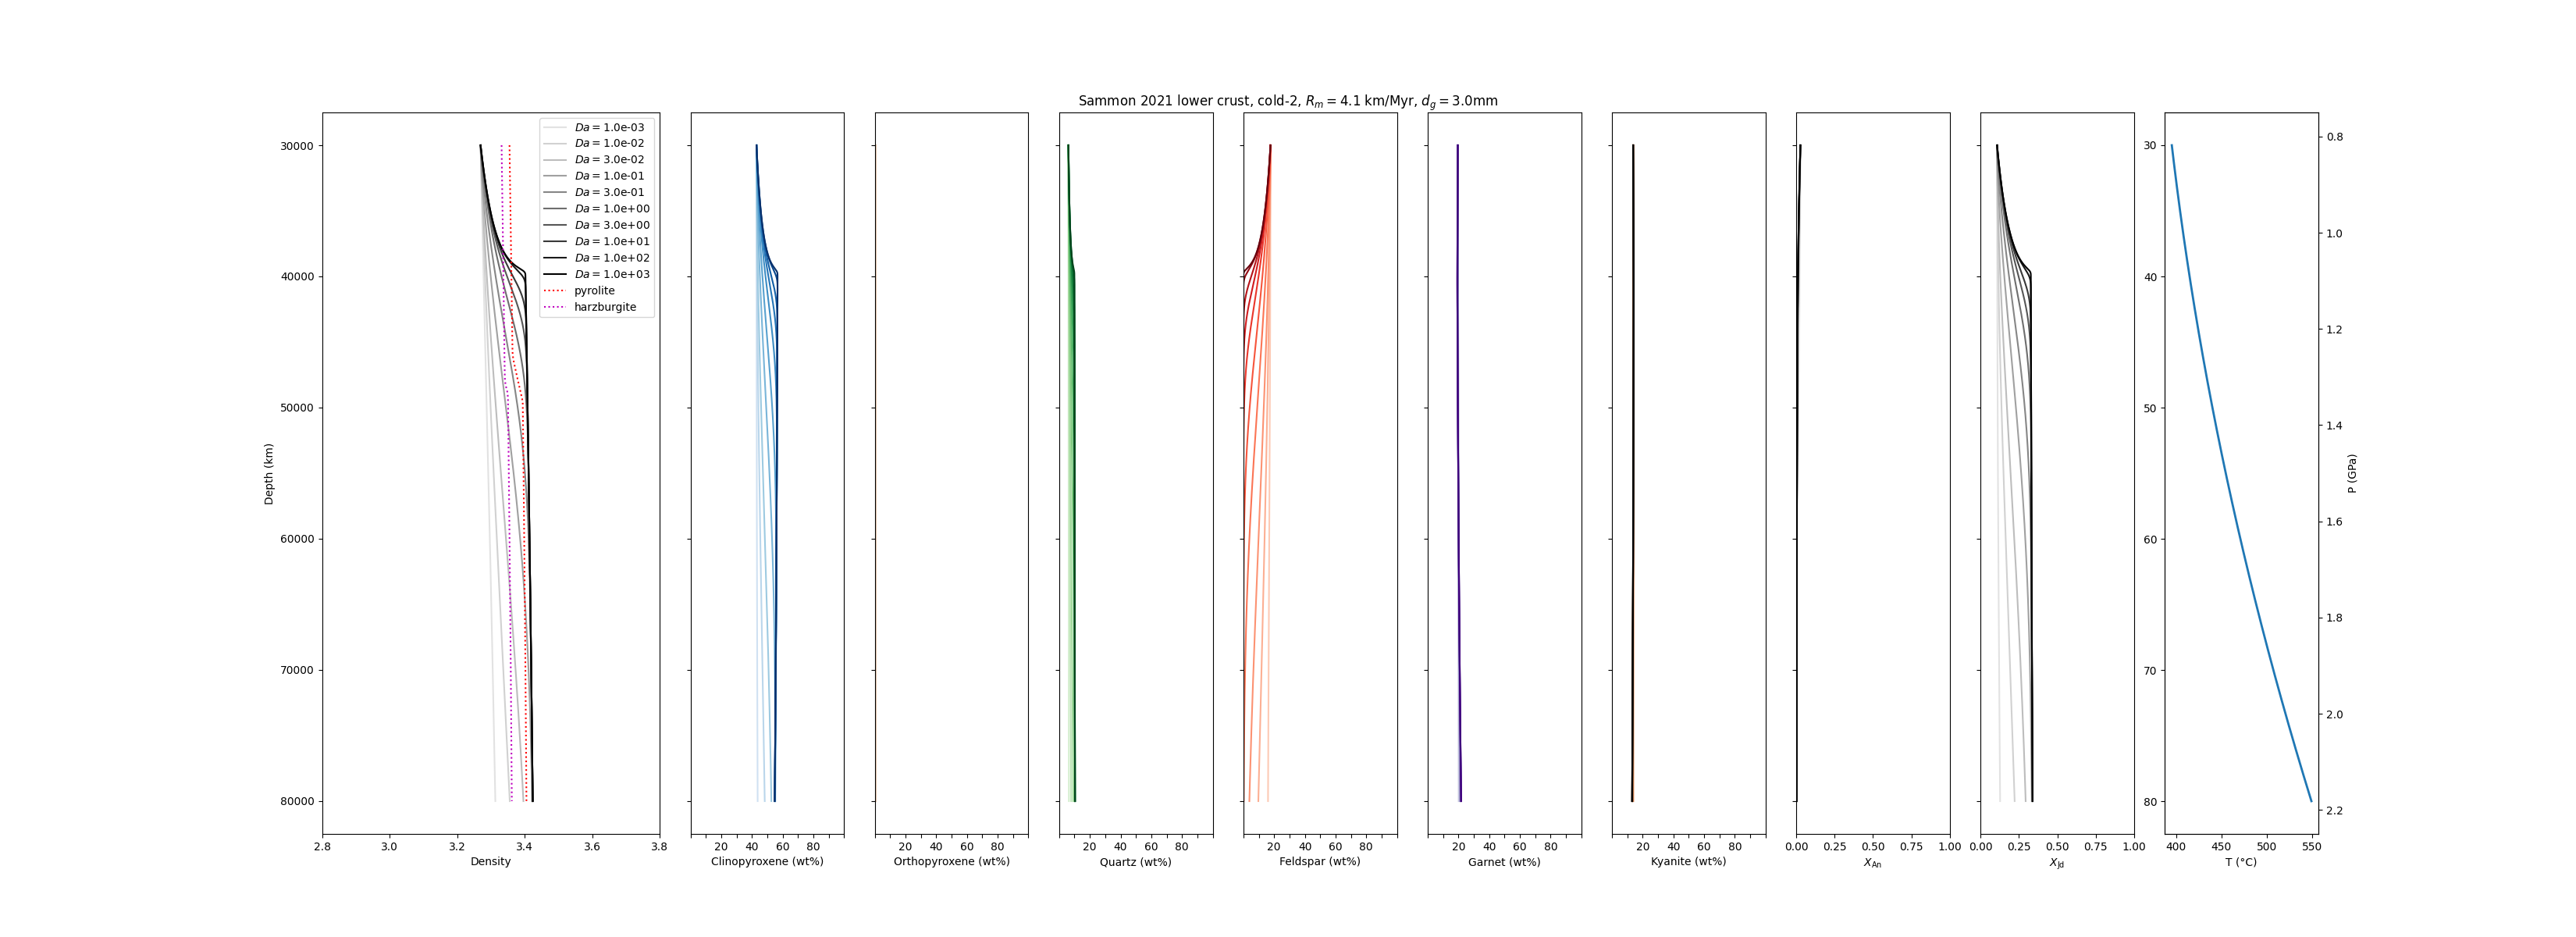 Sammon 2021 lower crust, cold-2, Rm = 4.1 km/Myr, dg = 3.0mm
Da = 1.0e-03
Da = 1.0e-02
Da = 3.0e-02
Da = 1.0e-01
Da = 3.0e-01
Da = 1.0e+00
Da = 3.0e+00
Da = 1.0e+01
Da = 1.0e+02
Da = 1.0e+03
pyrolite
harzburgite
Depth (km)
30000
40000
50000
60000
70000
80000
2.8 3.0 3.2 3.4 3.6 3.8
Density
20 40 60 80
Clinopyroxene (wt%)
20 40 60 80
Orthopyroxene (wt%)
20 40 60 80
Quartz (wt%)
20 40 60 80
Feldspar (wt%)
20 40 60 80
Garnet (wt%)
20 40 60 80
Kyanite (wt%)
0.00 0.25 0.50 0.75 1.00
XAn
0.00 0.25 0.50 0.75 1.00
XJd
30
40
50
60
70
80
400 450 500 550
T (°C)
0.8
1.0
1.2
1.4
1.6
1.8
2.0
2.2
P (GPa)